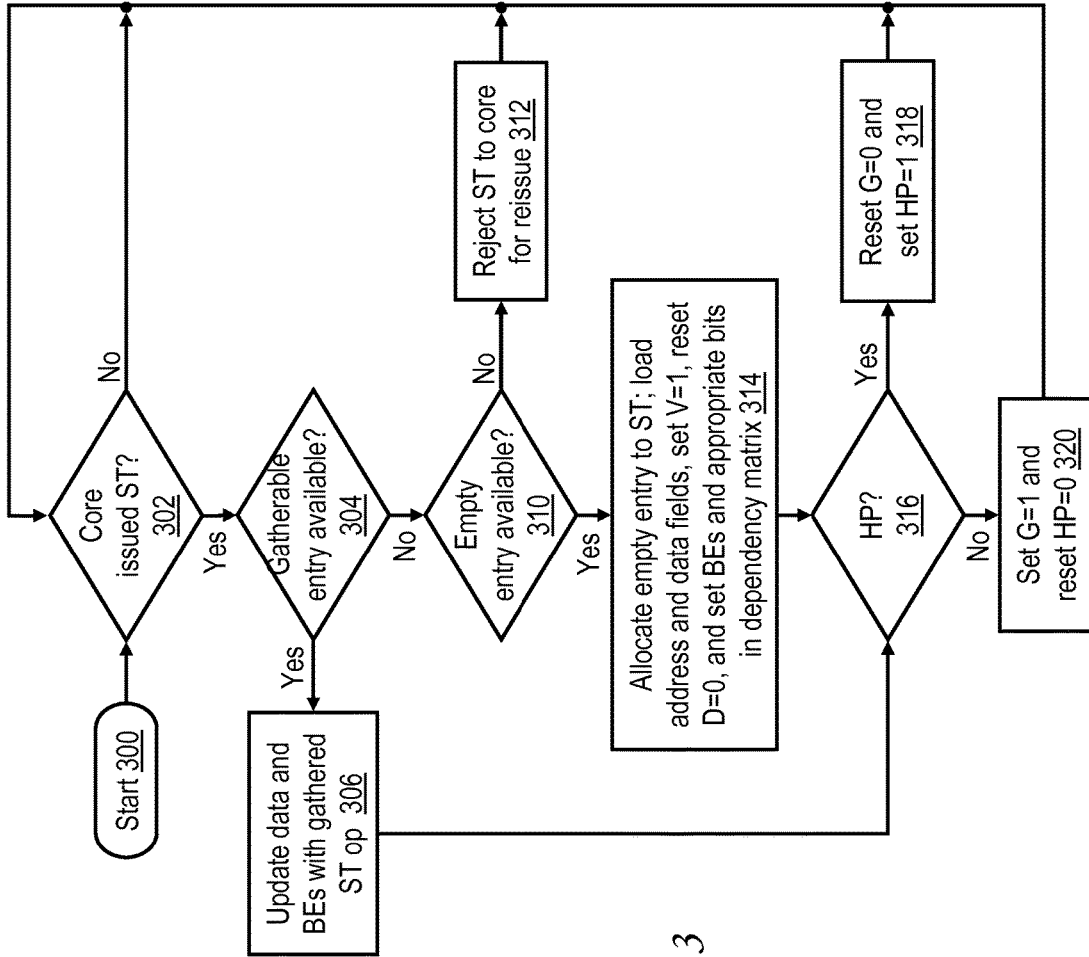 Start 300
Core
issued ST?
302
No
Yes
Gatherable
entry available?
304
Yes
No
Update data and
BEs with gathered
ST op 306
Empty
entry available?
310
No
Yes
Reject ST to core
for reissue 312
Allocate empty entry to ST; load
address and data fields, set V=1, reset
D=0, and set BEs and appropriate bits
in dependency matrix 314
HP?
316
Yes
No
Reset G=0 and
set HP=1 318
Set G=1 and
reset HP=0 320
3